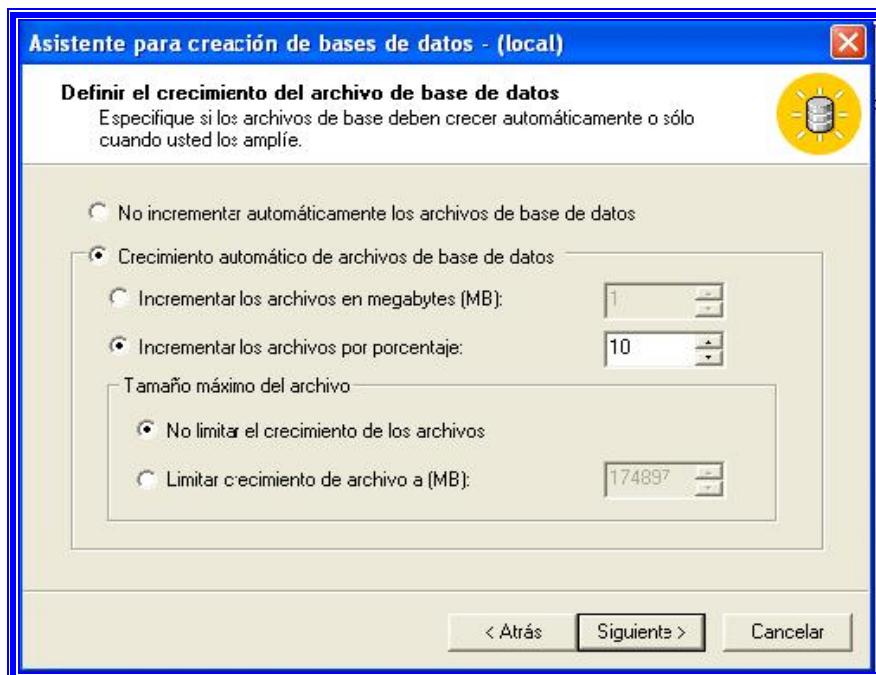 Asistente para creación de bases de datos - (local)
Definir el crecimiento del archivo de base de datos
Especifique si los archivos de base deben crecer automáticamente o sólo
cuando usted los amplíe.
No incrementar automáticamente los archivos de base de datos
Crecimiento automático de archivos de base de datos
Incrementar los archivos en megabytes (MB): 1
Incrementar los archivos por porcentaje: 10
Tamaño máximo del archivo
No limitar el crecimiento de los archivos
Limitar crecimiento de archivo a (MB): 174897
< Atrás Siguiente > Cancelar